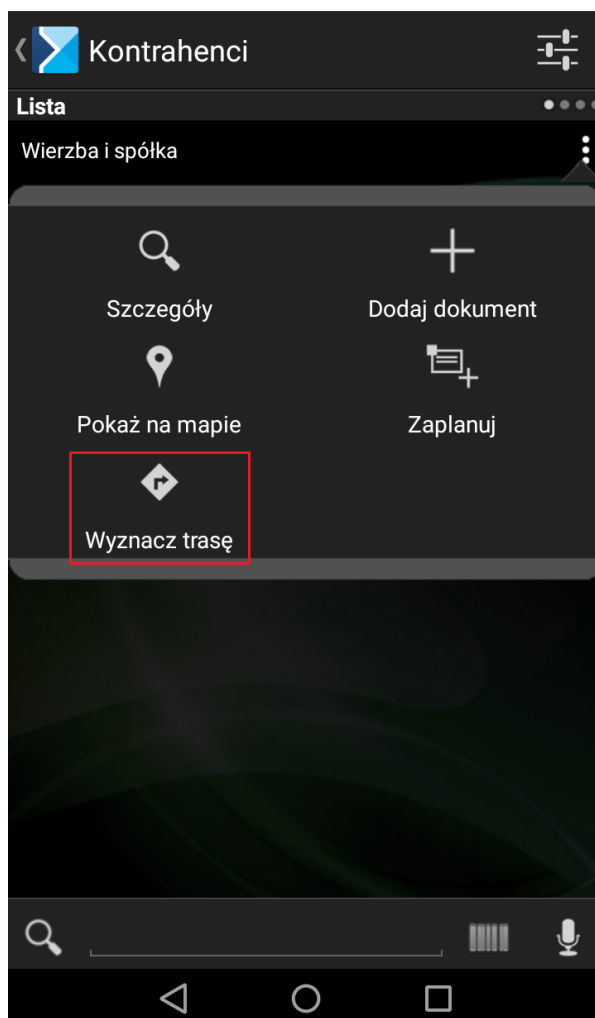 Kontrahenci
Lista
Wierzba i spółka
Szczegóły
Dodaj dokument
Pokaż na mapie
Zaplanuj
Wyznacz trasę